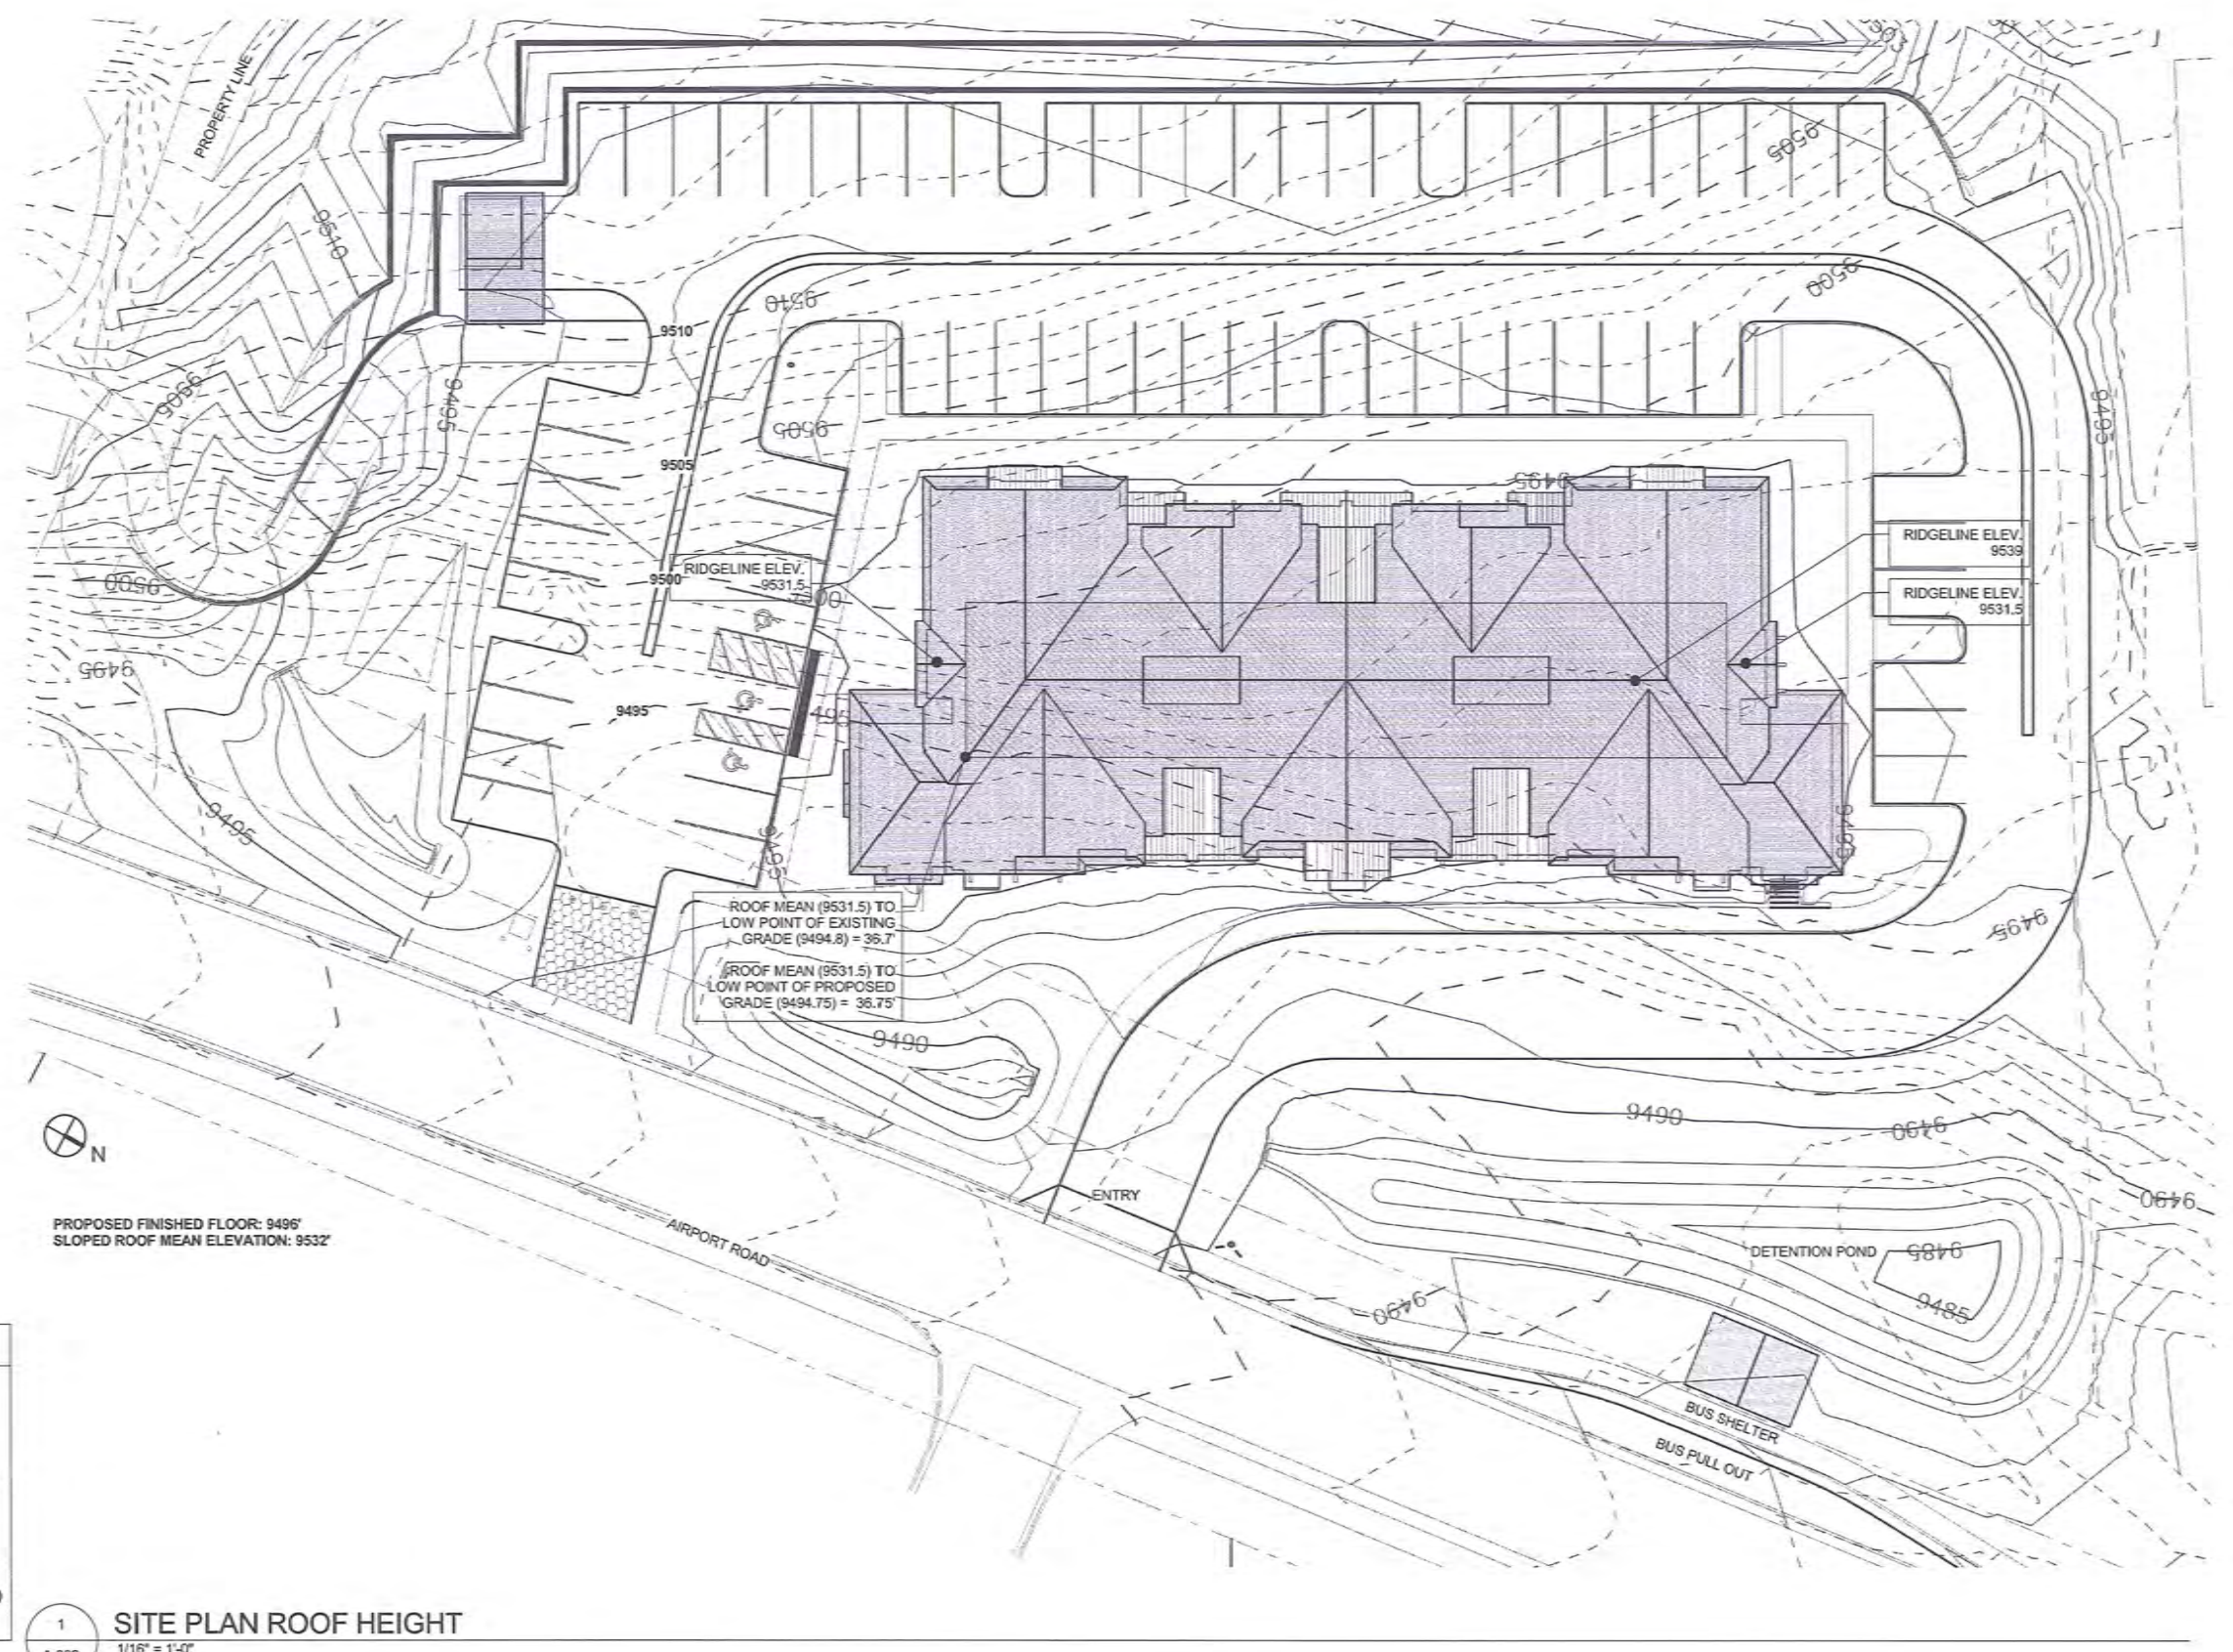 PROPERTY LINE
9505
9510
9500
9510
9510
9505
9495
9505
9505
9495
9495
RIDGELINE ELEV.
9539
RIDGELINE ELEV.
9531.5
RIDGELINE ELEV.
9531.5
9500
9500
9495
9495
9495
9495
9495
9495
ROOF MEAN (9531.5) TO
LOW POINT OF EXISTING
GRADE (9494.8) = 36.7'
ROOF MEAN (9531.5) TO
LOW POINT OF PROPOSED
GRADE (9494.75) = 36.75'
9490
9490
9490
9490
N
ENTRY
PROPOSED FINISHED FLOOR: 9496'
SLOPED ROOF MEAN ELEVATION: 9532'
AIRPORT ROAD
DETENTION POND
9485
9485
9490
BUS SHELTER
BUS PULL OUT
1
SITE PLAN ROOF HEIGHT
1/16" = 1'-0"